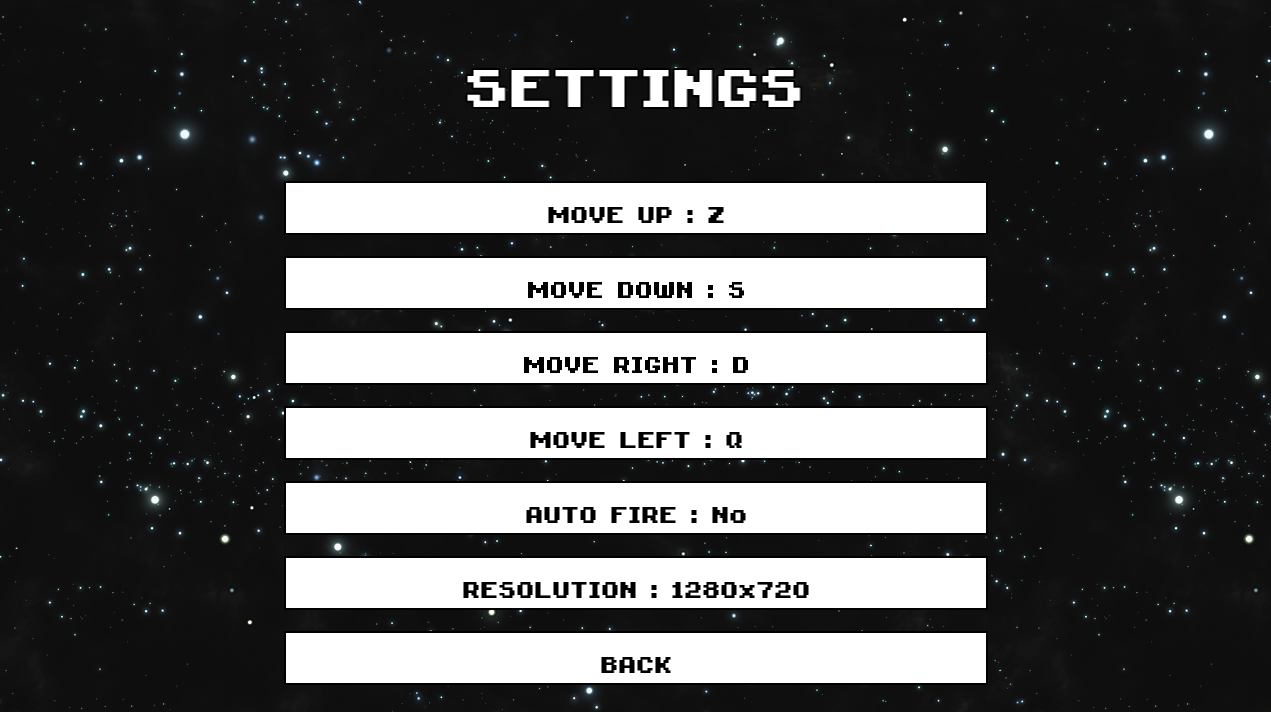 SETTINGS
MOVE UP : Z
MOVE DOWN : S
MOVE RIGHT : D
MOVE LEFT : Q
AUTO FIRE : No
RESOLUTION : 1280x720
BACK